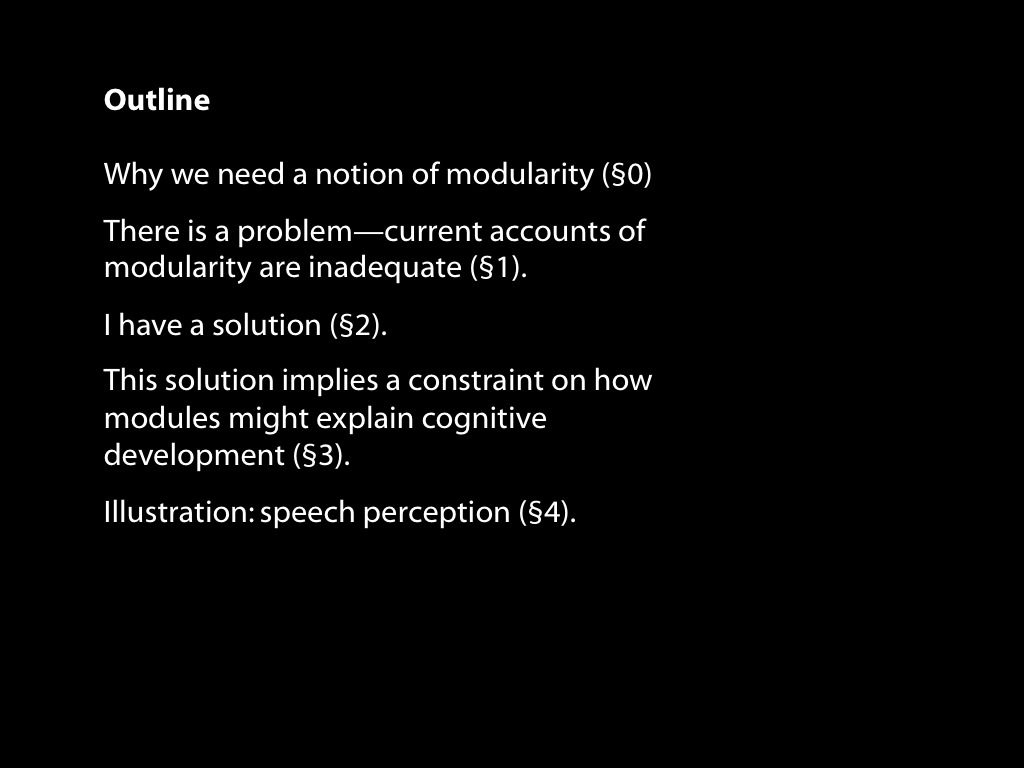 Outline
Why we need a notion of modularity (§0)
There is a problem—current accounts of
modularity are inadequate (§1).
I have a solution (§2).
This solution implies a constraint on how
modules might explain cognitive
development (§3).
Illustration: speech perception (§4).